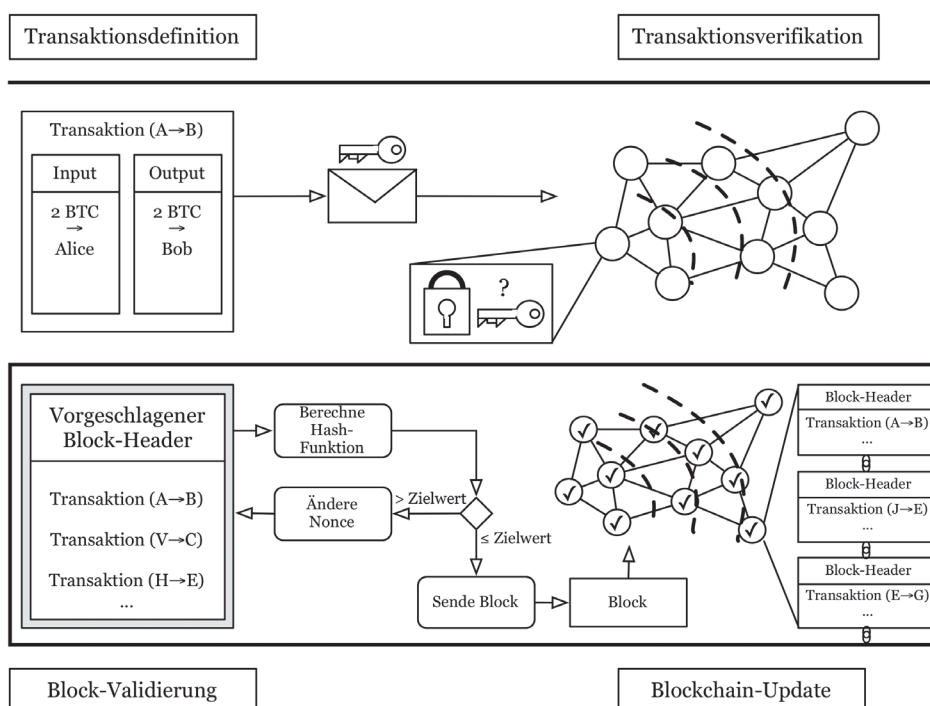 Transaktionsdefinition
Transaktionsverifikation
Transaktion (A→B)
Input
2 BTC
→
Alice
Output
2 BTC
→
Bob
?
Vorgeschlagener
Block-Header
Transaktion (A→B)
Transaktion (V→C)
Transaktion (H→E)
...
Berechne
Hash-
Funktion
Ändere
Nonce
> Zielwert
≤ Zielwert
Sende Block
Block
Block-Header
Transaktion (A→B)
...
Block-Header
Transaktion (J→E)
...
Block-Header
Transaktion (E→G)
...
Block-Validierung
Blockchain-Update